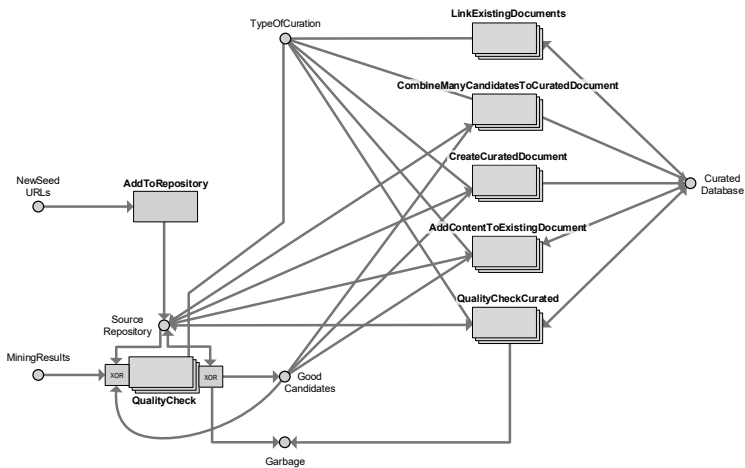 TypeOfCuration
LinkExistingDocuments
CombineManyCandidatesToCuratedDocument
CreateCuratedDocument
NewSeed
URLs
AddToRepository
Curated
Database
AddContentToExistingDocument
QualityCheckCurated
Source
Repository
MiningResults
XOR
XOR
Good
Candidates
QualityCheck
Garbage